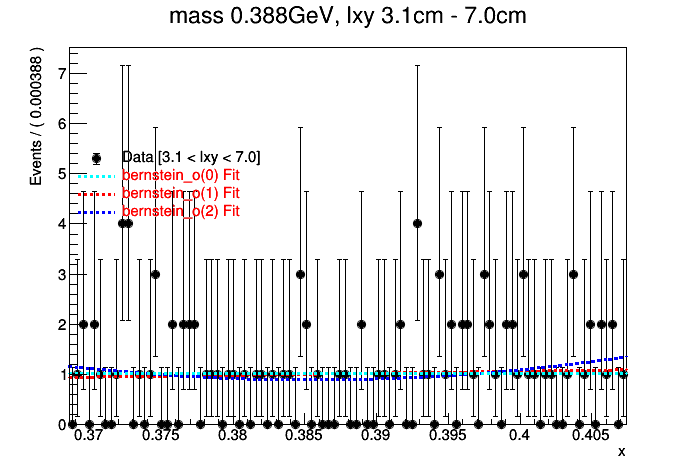 mass 0.388GeV, lxy 3.1cm - 7.0cm
Events / ( 0.000388 )
7
6
5
4
3
2
1
0
Data [3.1 < lxy < 7.0]
bernstein_o(0) Fit
bernstein_o(1) Fit
bernstein_o(2) Fit
0.37 0.375 0.38 0.385 0.39 0.395 0.4 0.405
x